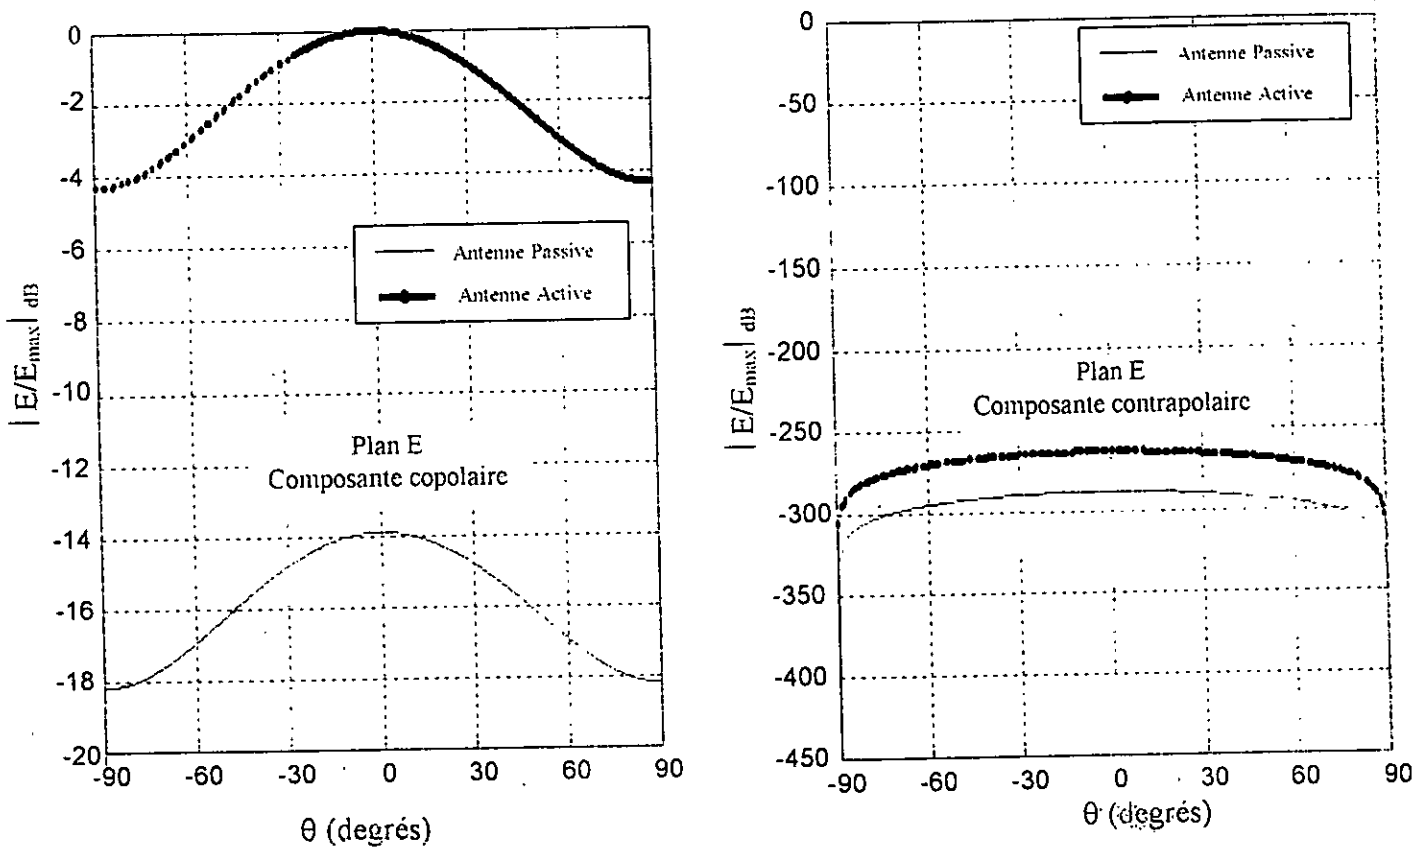 0
-2
-4
-6
-8
-10
-12
-14
-16
-18
-20
|E/E_max| dB
Antenne Passive
Antenne Active
Plan E
Composante copolaire
-90
-60
-30
0
30
60
90
θ (degrés)
0
-50
-100
-150
-200
-250
-300
-350
-400
-450
|E/E_max| dB
Antenne Passive
Antenne Active
Plan E
Composante contrapolaire
-90
-60
-30
0
30
60
90
θ (degrés)